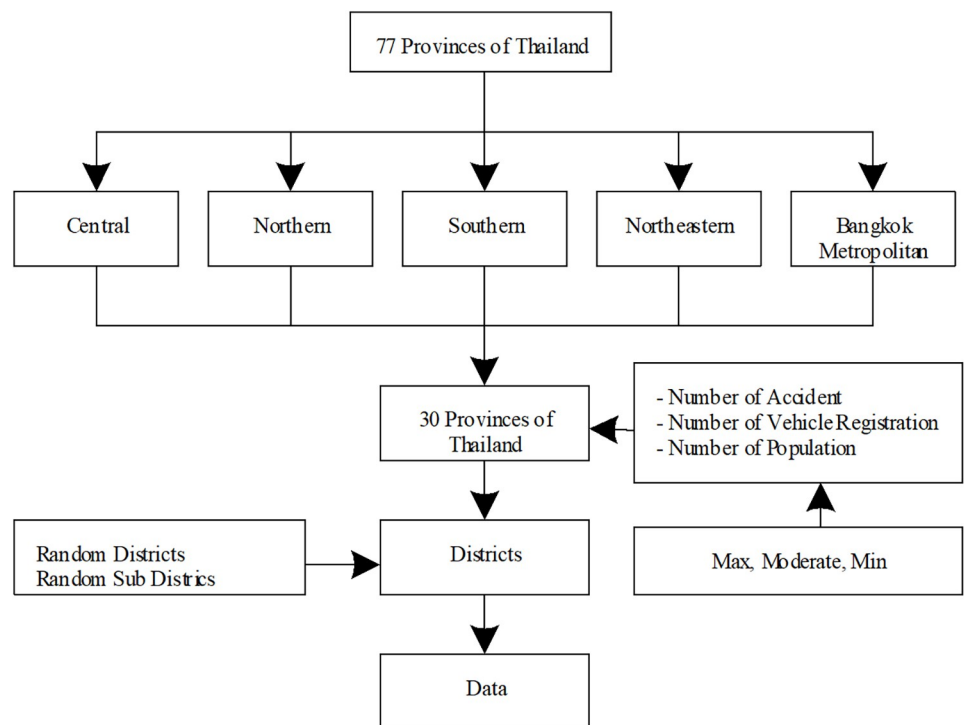 77 Provinces of Thailand
Central
Northern
Southern
Northeastern
Bangkok
Metropolitan
30 Provinces of
Thailand
- Number of Accident
- Number of Vehicle Registration
- Number of Population
Random Districts
Random Sub Districs
Districts
Max, Moderate, Min
Data